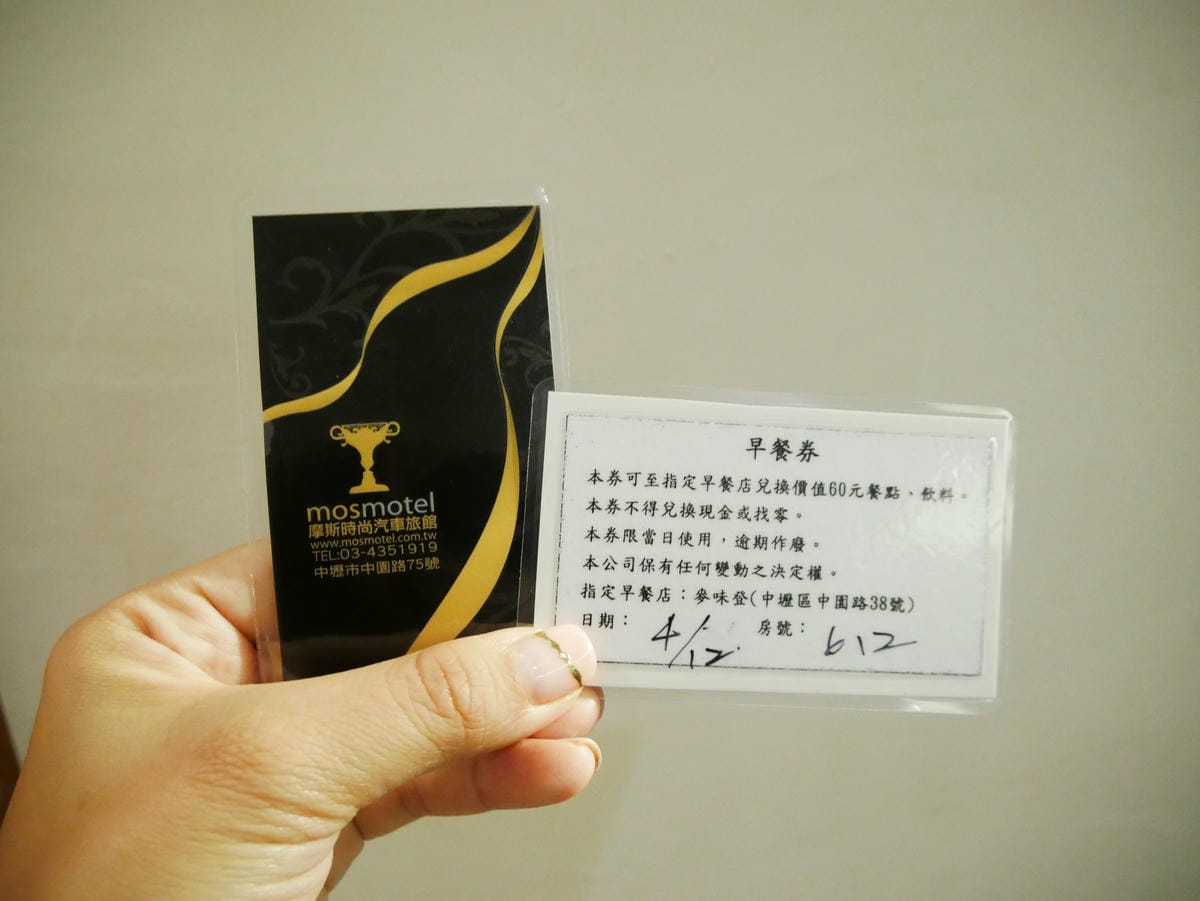 mosmotel
摩斯時尚汽車旅館
www.mosmotel.com.tw
TEL:03-4351919
中壢市中園路75號
早餐券
本券可至指定早餐店兌換價值60元餐點、飲料。
本券不得兌換現金或找零。
本券限當日使用，逾期作廢。
本公司保有任何變動之決定權。
指定早餐店：麥味登(中壢區中園路38號)
日期： 4/12 房號： 612